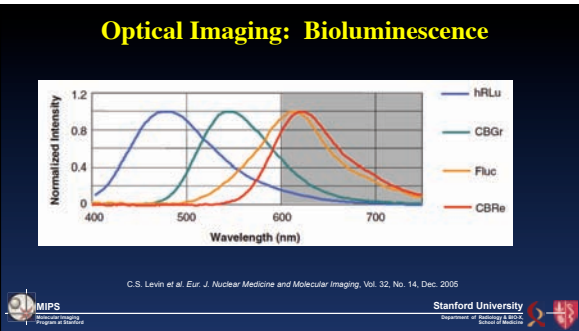 Optical Imaging: Bioluminescence
Normalized Intensity
1.2
0.8
0.4
0
400
500
600
700
Wavelength (nm)
hRLu
CBGr
Fluc
CBRe
C.S. Levin et al. Eur. J. Nuclear Medicine and Molecular Imaging, Vol. 32, No. 14, Dec. 2005
MIPS
Molecular Imaging
Program at Stanford
Stanford University
Department of Radiology & BIO-X,
School of Medicine